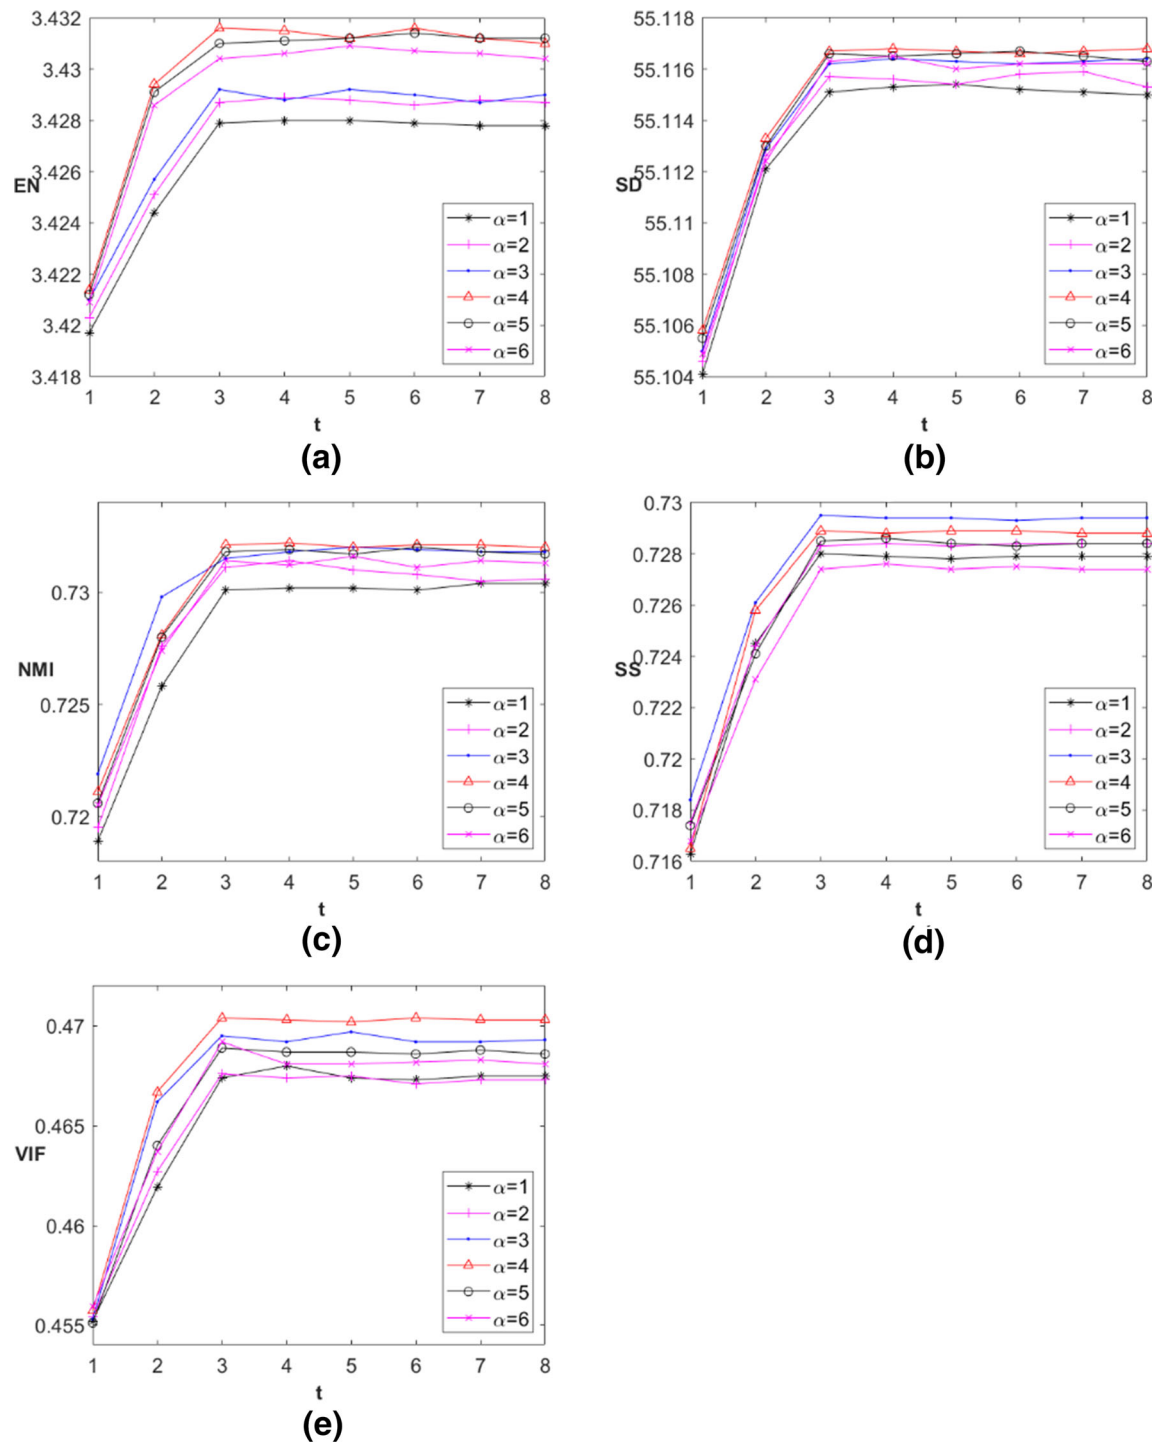 3.432
3.43
3.428
3.426
EN
3.424
3.422
3.42
3.418
1 2 3 4 5 6 7 8
t
α=1
α=2
α=3
α=4
α=5
α=6
(a)
55.118
55.116
55.114
55.112
SD
55.11
55.108
55.106
55.104
1 2 3 4 5 6 7 8
t
α=1
α=2
α=3
α=4
α=5
α=6
(b)
0.73
NMI
0.725
0.72
1 2 3 4 5 6 7 8
t
α=1
α=2
α=3
α=4
α=5
α=6
(c)
0.73
0.728
0.726
0.724
SS
0.722
0.72
0.718
0.716
1 2 3 4 5 6 7 8
t
α=1
α=2
α=3
α=4
α=5
α=6
(d)
0.47
0.465
VIF
0.46
0.455
1 2 3 4 5 6 7 8
t
α=1
α=2
α=3
α=4
α=5
α=6
(e)